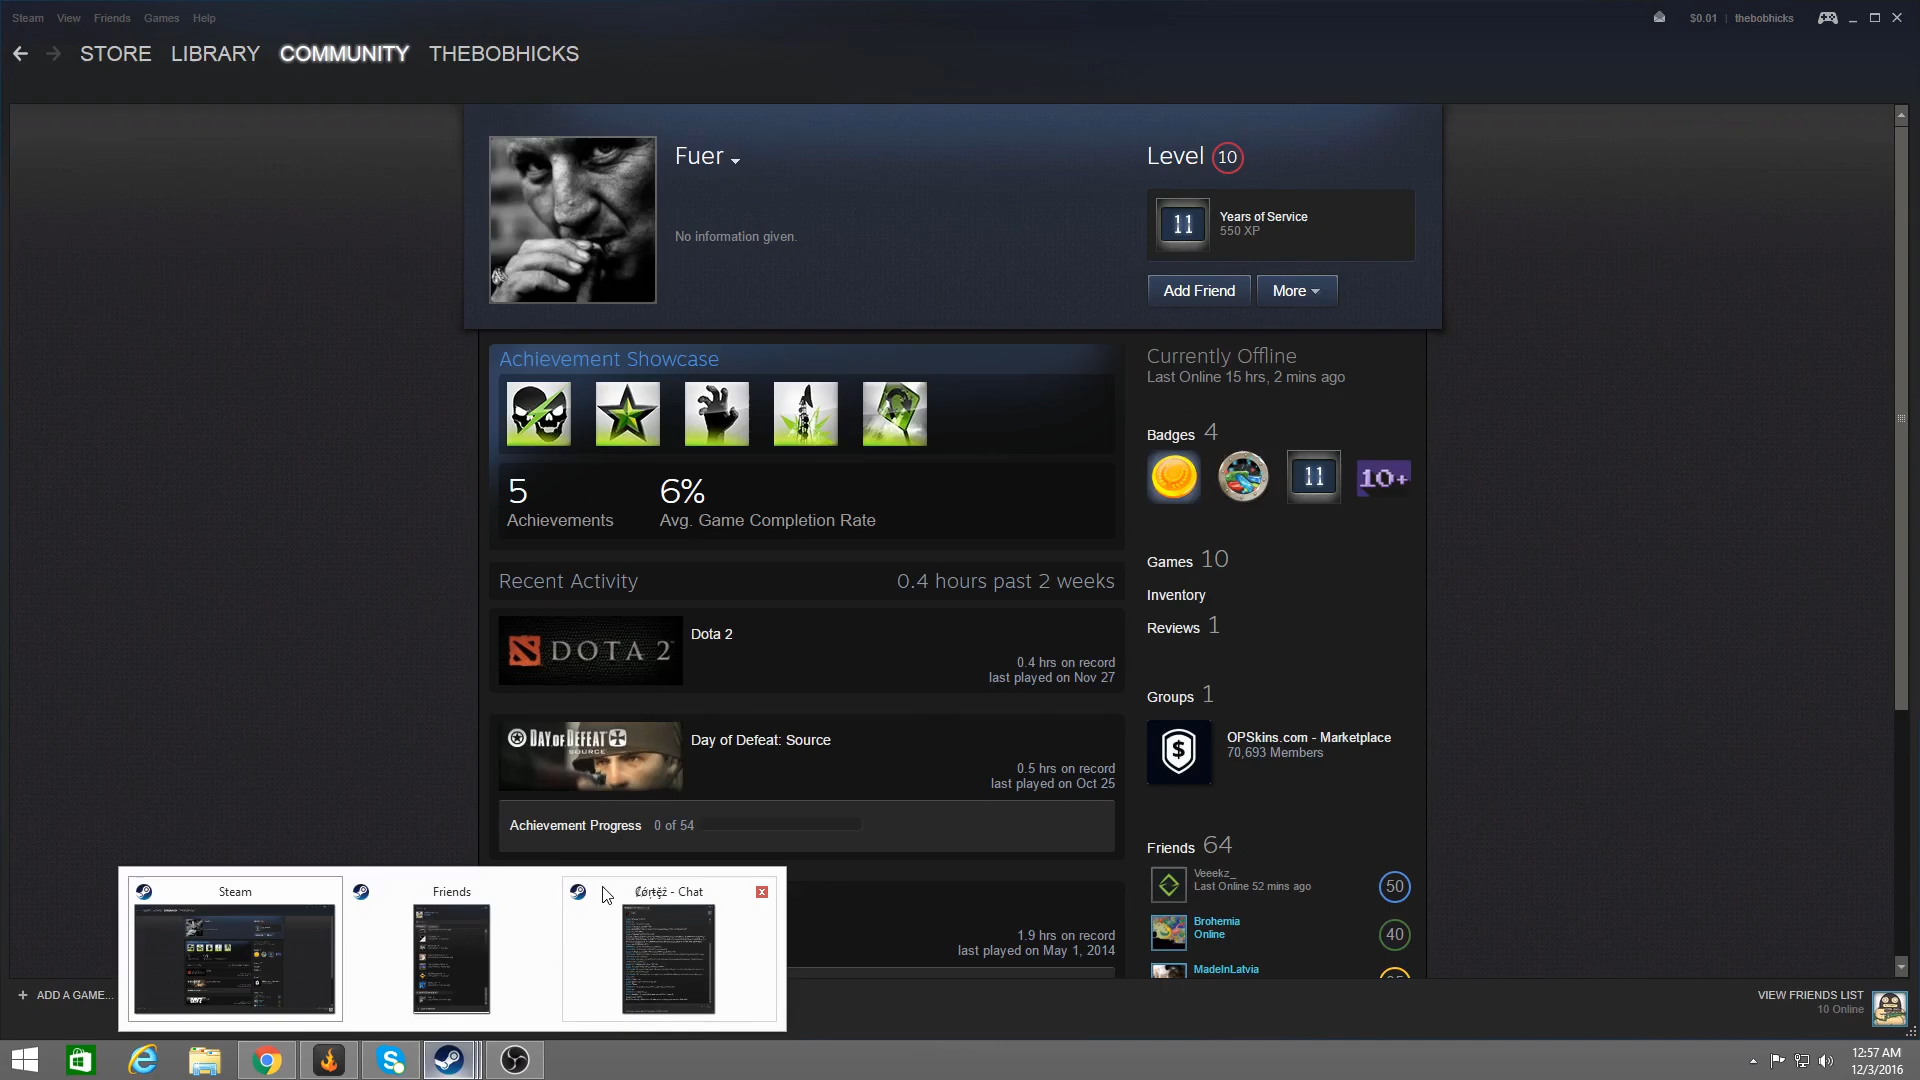 Steam View Friends Games Help
$0.01 | thebobhicks
STORE LIBRARY COMMUNITY THEBOBHICKS
Fuer
No information given.
Level 10
11
Years of Service
550 XP
Add Friend More
Achievement Showcase
5
Achievements
6%
Avg. Game Completion Rate
Recent Activity 0.4 hours past 2 weeks
DOTA 2
Dota 2
0.4 hrs on record
last played on Nov 27
DAY OF DEFEAT
SOURCE
Day of Defeat: Source
0.5 hrs on record
last played on Oct 25
Achievement Progress 0 of 54
1.9 hrs on record
last played on May 1, 2014
Currently Offline
Last Online 15 hrs, 2 mins ago
Badges 4
11
10+
Games 10
Inventory
Reviews 1
Groups 1
OPSkins.com - Marketplace
70,693 Members
Friends 64
Veeekz_
Last Online 52 mins ago
50
Brohemia
Online
40
MadeInLatvia
Steam
Friends
- Chat
+ ADD A GAME...
VIEW FRIENDS LIST
10 Online
12:57 AM
12/3/2016